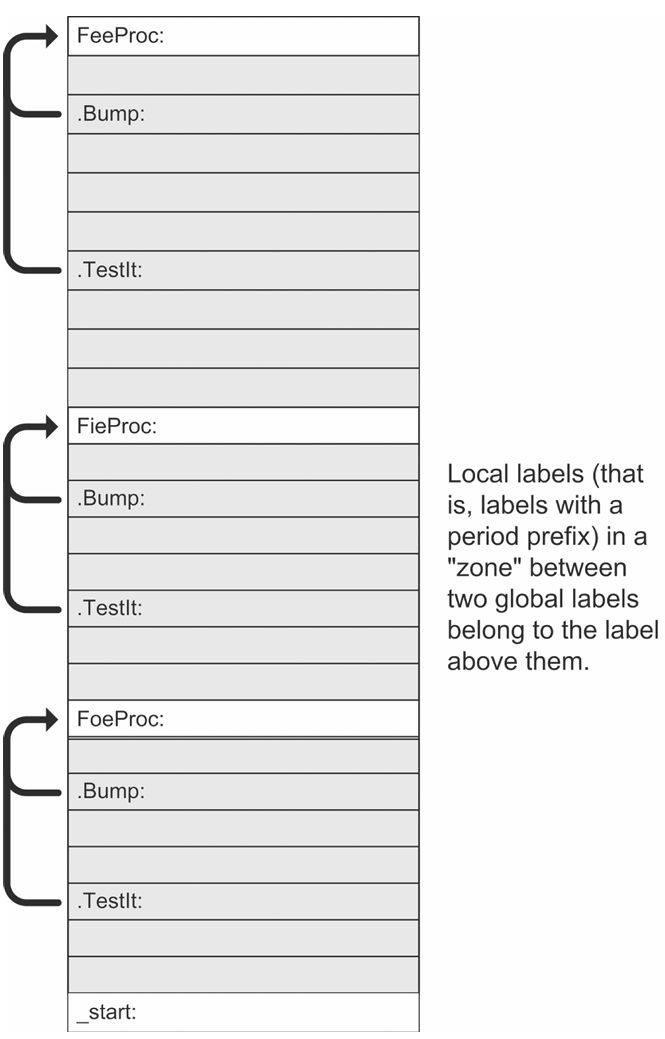 FeeProc:
.Bump:
.TestIt:
FieProc:
.Bump:
.TestIt:
FoeProc:
.Bump:
.TestIt:
_start:
Local labels (that
is, labels with a
period prefix) in a
"zone" between
two global labels
belong to the label
above them.